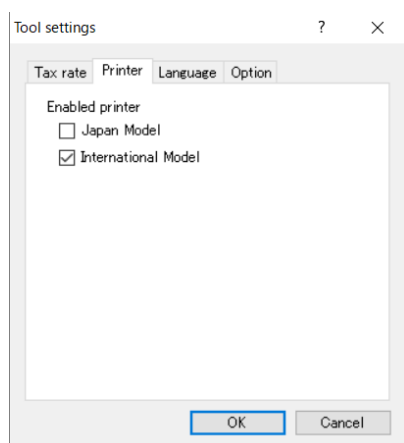 Tool settings ? ×
Tax rate Printer Language Option
Enabled printer
Japan Model
International Model
OK Cancel